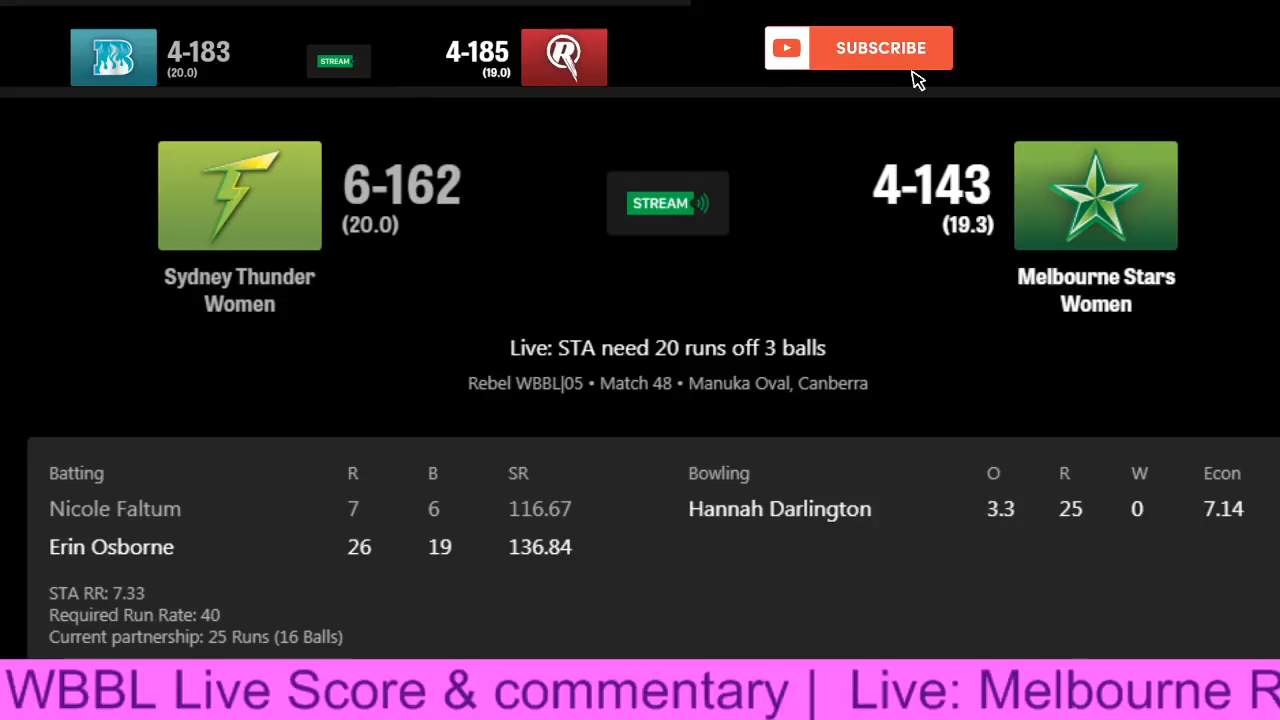 4-183
(20.0)
STREAM
4-185
(19.0)
R
SUBSCRIBE
B
6-162
(20.0)
STREAM
4-143
(19.3)
Sydney Thunder
Women
Melbourne Stars
Women
Live: STA need 20 runs off 3 balls
Rebel WBBL|05 • Match 48 • Manuka Oval, Canberra
Batting R B SR
Bowling O R W Econ
Nicole Faltum 7 6 116.67
Hannah Darlington 3.3 25 0 7.14
Erin Osborne 26 19 136.84
STA RR: 7.33
Required Run Rate: 40
Current partnership: 25 Runs (16 Balls)
WBBL Live Score & commentary | Live: Melbourne R